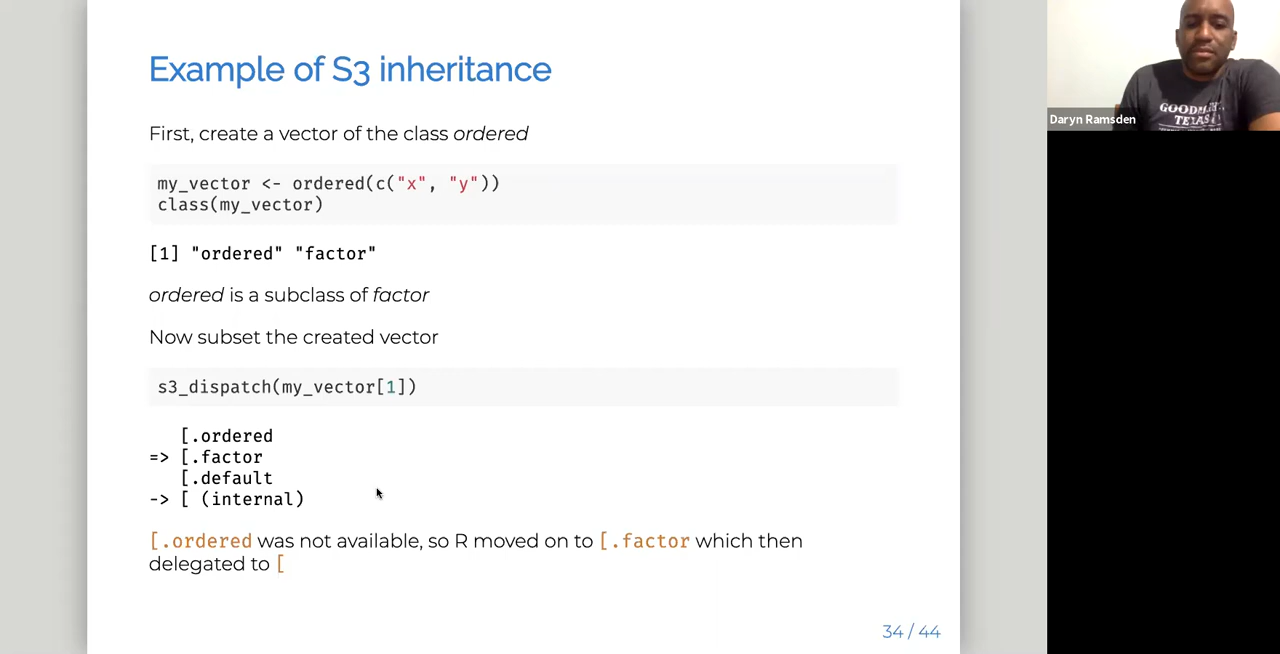 Example of S3 inheritance
First, create a vector of the class ordered
my_vector <- ordered(c("x", "y"))
class(my_vector)
[1] "ordered" "factor"
ordered is a subclass of factor
Now subset the created vector
s3_dispatch(my_vector[1])
[.ordered
=> [.factor
[.default
-> [ (internal)
[.ordered was not available, so R moved on to [.factor which then
delegated to [
34 / 44
Daryn Ramsden